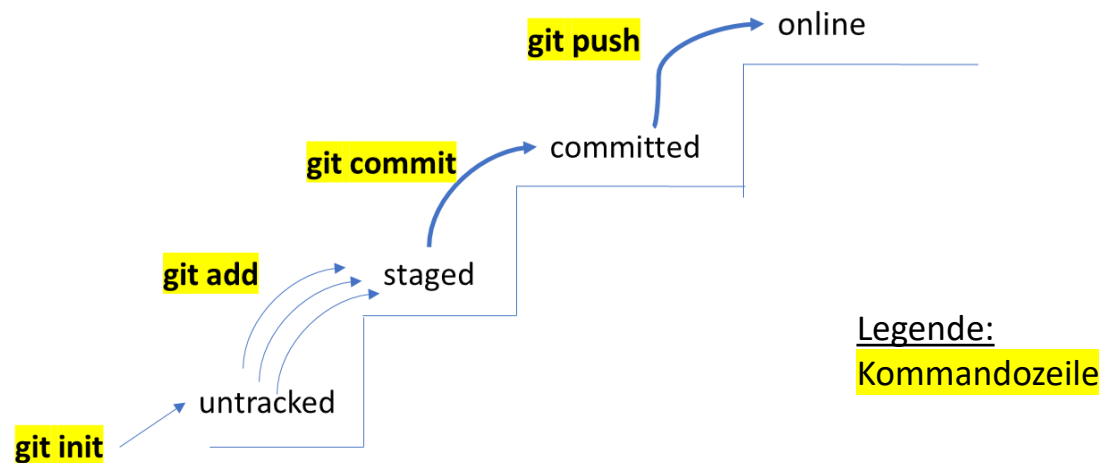 online
git push
committed
git commit
staged
git add
untracked
git init
Legende:
Kommandozeile